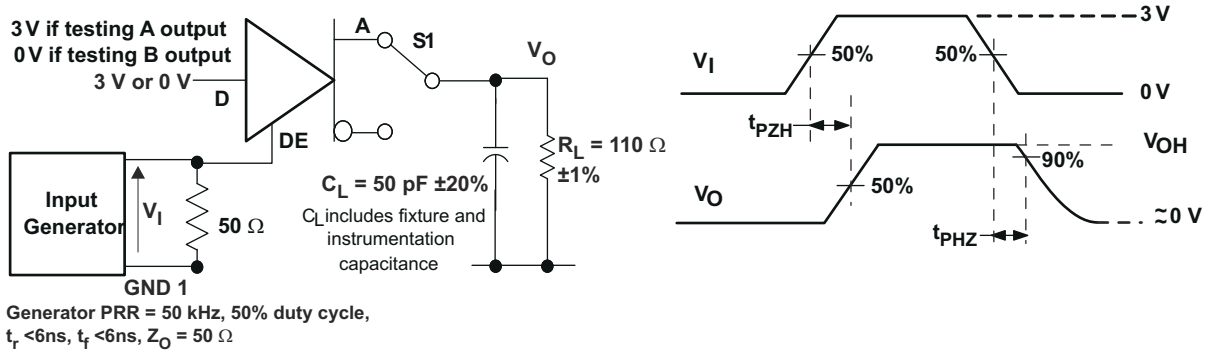 3 V if testing A output
0 V if testing B output
3 V or 0 V
D
A
S1
V_O
DE
R_L = 110 Ω
±1%
C_L = 50 pF ±20%
C_L includes fixture and
instrumentation
capacitance
Input
Generator
V_I
50 Ω
GND 1
Generator PRR = 50 kHz, 50% duty cycle,
t_r <6ns, t_f <6ns, Z_O = 50 Ω
3 V
50%
50%
V_I
0 V
t_PZH
V_OH
90%
50%
V_O
≈0 V
t_PHZ